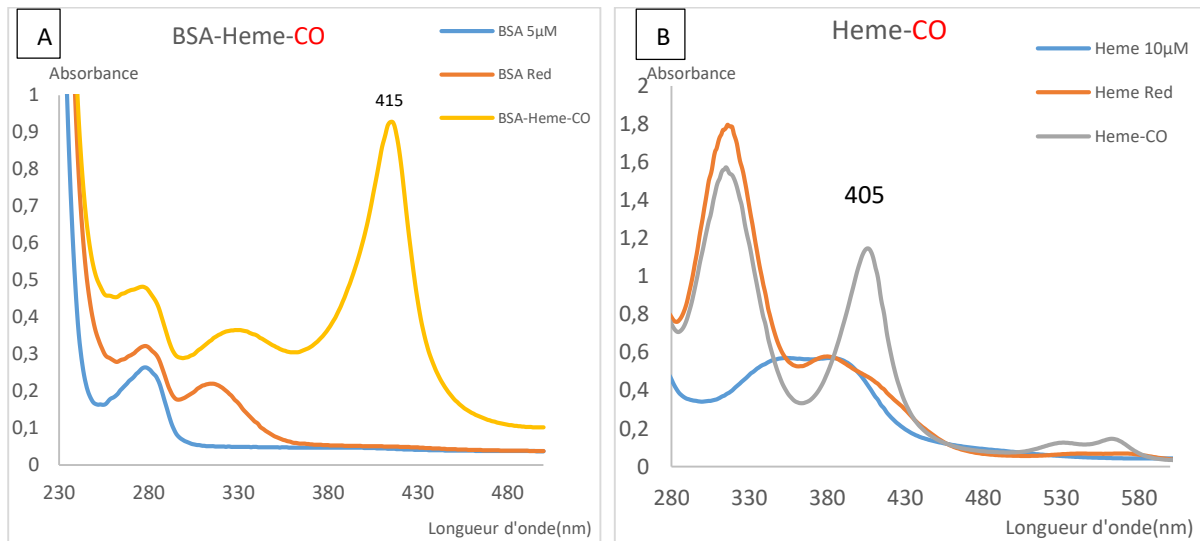 A
BSA-Heme-CO
BSA 5µM
BSA Red
BSA-Heme-CO
Absorbance
415
1
0,9
0,8
0,7
0,6
0,5
0,4
0,3
0,2
0,1
0
230 280 330 380 430 480
Longueur d'onde(nm)
B
Heme-CO
Heme 10µM
Heme Red
Heme-CO
Absorbance
405
2
1,8
1,6
1,4
1,2
1
0,8
0,6
0,4
0,2
0
280 330 380 430 480 530 580
Longueur d'onde(nm)